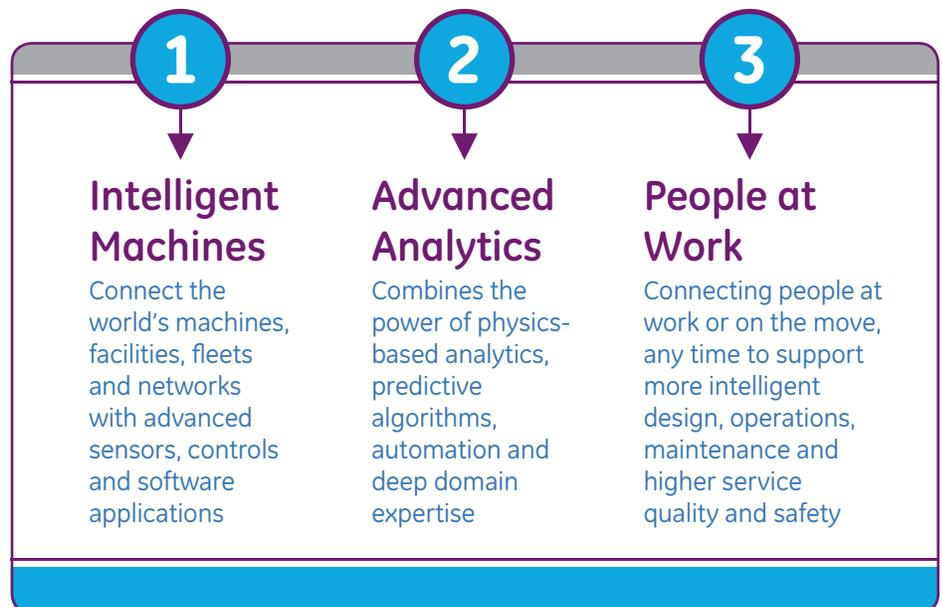 1
2
3
Intelligent
Machines
Connect the
world's machines,
facilities, fleets
and networks
with advanced
sensors, controls
and software
applications
Advanced
Analytics
Combines the
power of physics-
based analytics,
predictive
algorithms,
automation and
deep domain
expertise
People at
Work
Connecting people at
work or on the move,
any time to support
more intelligent
design, operations,
maintenance and
higher service
quality and safety